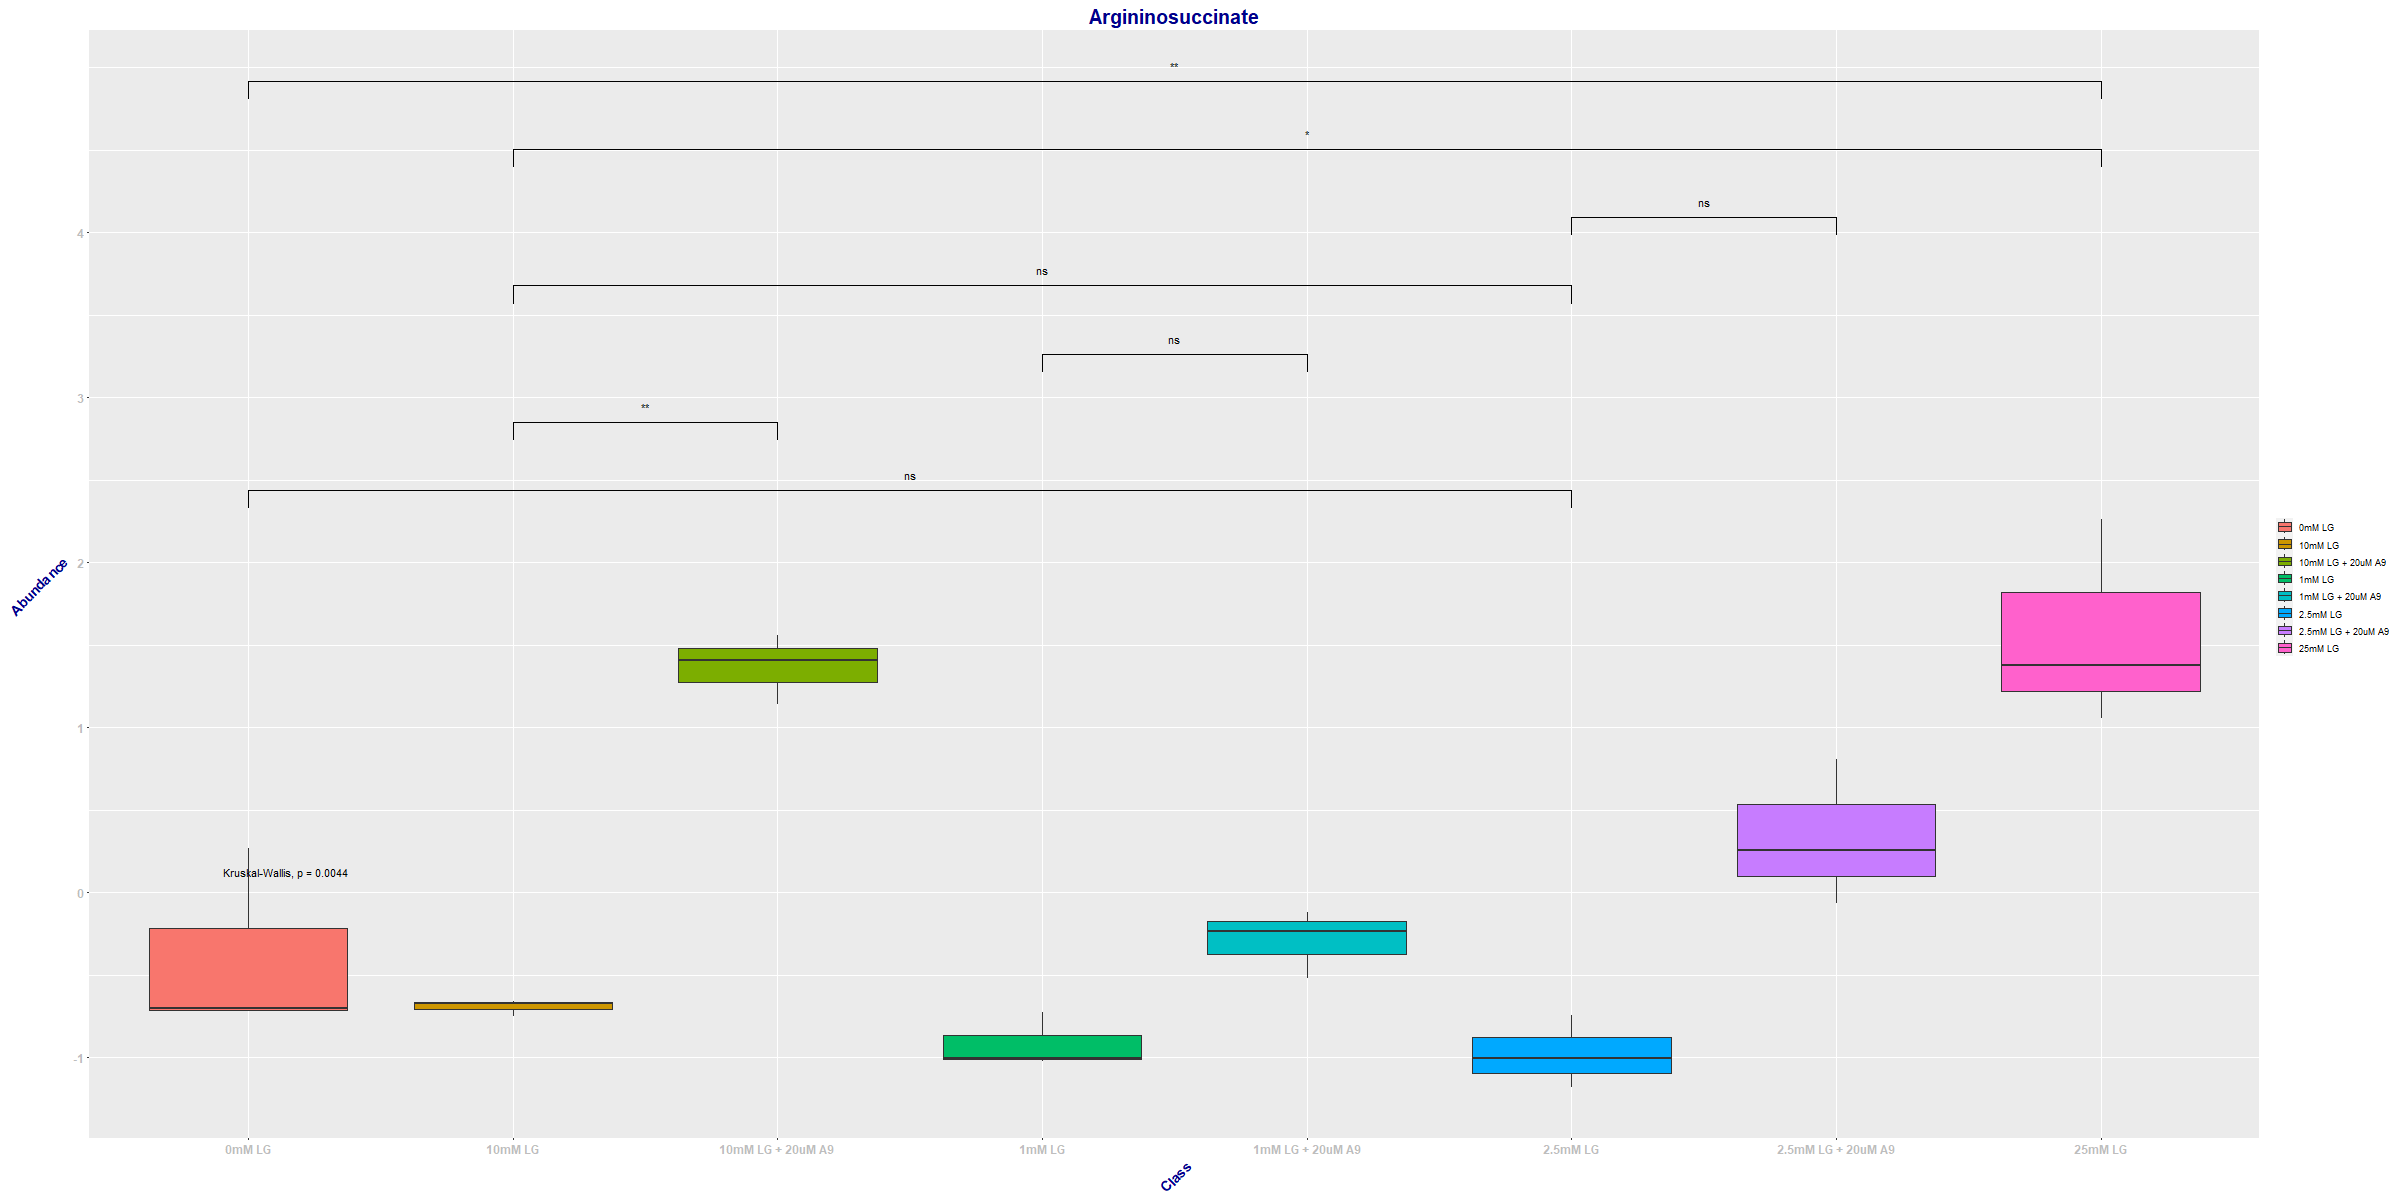 Argininosuccinate
**
*
ns
4
ns
ns
3
**
ns
2
1
Kruskal-Wallis, p = 0.0044
0
-1
Abundance
0mM LG
10mM LG
10mM LG + 20uM A9
1mM LG
1mM LG + 20uM A9
2.5mM LG
2.5mM LG + 20uM A9
25mM LG
Class
0mM LG
10mM LG
10mM LG + 20uM A9
1mM LG
1mM LG + 20uM A9
2.5mM LG
2.5mM LG + 20uM A9
25mM LG